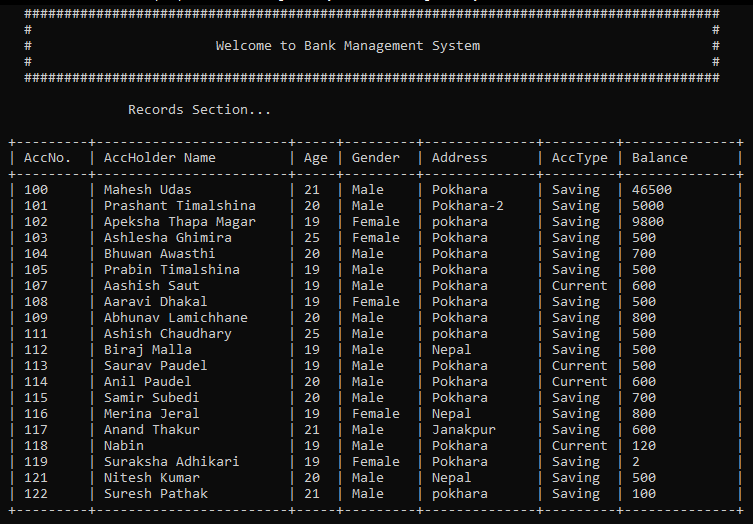 #######################################################################################
#                                                                                     #
#                       Welcome to Bank Management System                             #
#                                                                                     #
#######################################################################################
Records Section...
+---------+------------------------+-----+---------+--------------+--------+--------------+
| AccNo.  | AccHolder Name         | Age | Gender  | Address      | AccType | Balance      |
+---------+------------------------+-----+---------+--------------+--------+--------------+
| 100     | Mahesh Udas            | 21  | Male    | Pokhara      | Saving  | 46500        |
| 101     | Prashant Timalshina    | 20  | Male    | Pokhara-2    | Saving  | 5000         |
| 102     | Apeksha Thapa Magar    | 19  | Female  | pokhara      | Saving  | 9800         |
| 103     | Ashlesha Ghimira       | 25  | Female  | pokhara      | Saving  | 500          |
| 104     | Bhuwan Awasthi         | 20  | Male    | Pokhara      | Saving  | 700          |
| 105     | Prabin Timalshina      | 19  | Male    | Pokhara      | Saving  | 500          |
| 107     | Aashish Saut           | 19  | Male    | Pokhara      | Current | 600          |
| 108     | Aaravi Dhakal          | 19  | Female  | Pokhara      | Saving  | 500          |
| 109     | Abhunav Lamichhane     | 20  | Male    | Pokhara      | Saving  | 800          |
| 111     | Ashish Chaudhary       | 25  | Male    | pokhara      | Saving  | 500          |
| 112     | Biraj Malla            | 19  | Male    | Nepal        | Saving  | 500          |
| 113     | Saurav Paudel          | 19  | Male    | Pokhara      | Current | 500          |
| 114     | Anil Paudel            | 20  | Male    | Pokhara      | Current | 600          |
| 115     | Samir Subedi           | 20  | Male    | Pokhara      | Saving  | 700          |
| 116     | Merina Jeral           | 19  | Female  | Nepal        | Saving  | 800          |
| 117     | Anand Thakur           | 21  | Male    | Janakpur     | Saving  | 600          |
| 118     | Nabin                  | 19  | Male    | Pokhara      | Current | 120          |
| 119     | Suraksha Adhikari      | 19  | Female  | Pokhara      | Saving  | 2            |
| 121     | Nitesh Kumar           | 20  | Male    | Nepal        | Saving  | 500          |
| 122     | Suresh Pathak          | 21  | Male    | pokhara      | Saving  | 100          |
+---------+------------------------+-----+---------+--------------+--------+--------------+